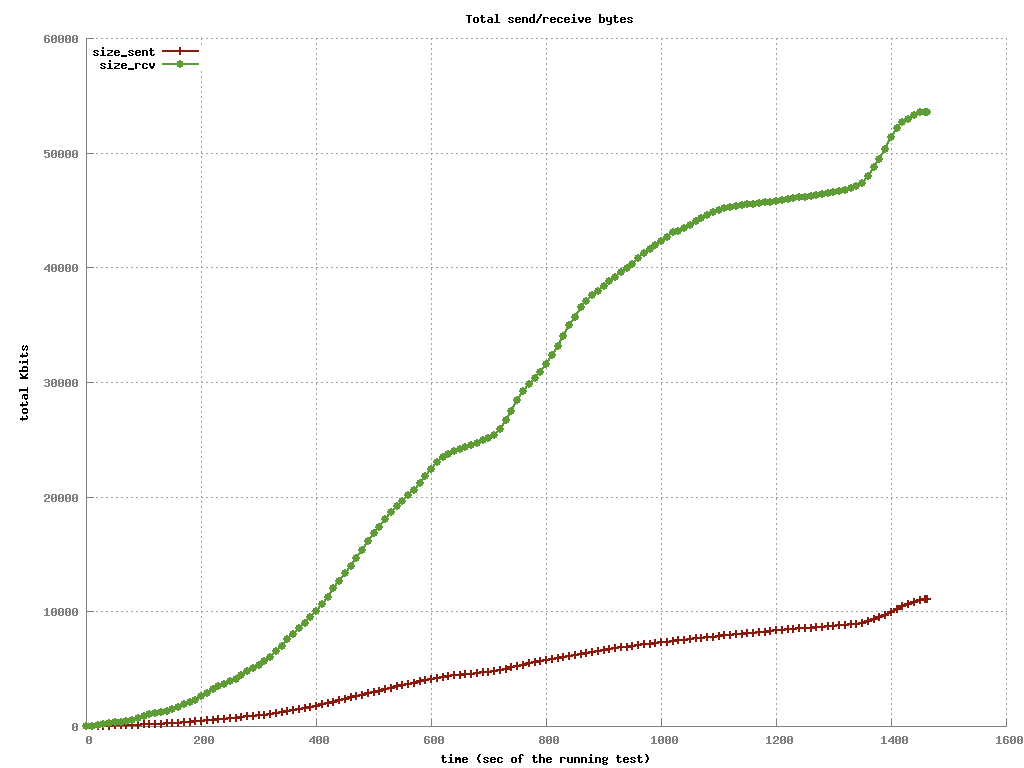 Total send/receive bytes
60000
size_sent
size_rcv
50000
40000
30000
total Kbits
20000
10000
0
0 200 400 600 800 1000 1200 1400 1600
time (sec of the running test)